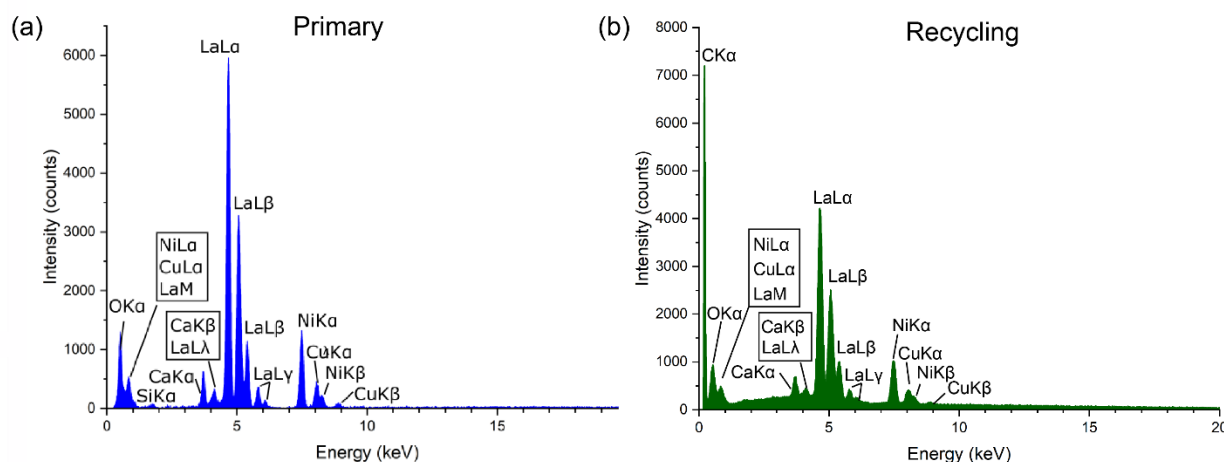 (a)
Primary
Intensity (counts)
6000
5000
4000
3000
2000
1000
0
LaLα
LaLβ
NiLα
CuLα
LaM
OKα
CaKβ
LaLλ
LaLβ
NiKα
CuKα
NiKβ
CaKα
LaLγ
SiKα
CuKβ
0
5
10
15
Energy (keV)
(b)
Recycling
Intensity (counts)
8000
7000
6000
5000
4000
3000
2000
1000
0
CKα
LaLα
NiLα
CuLα
LaM
LaLβ
OKα
CaKβ
LaLλ
LaLβ
NiKα
CuKα
NiKβ
CaKα
LaLγ
CuKβ
0
5
10
15
20
Energy (keV)